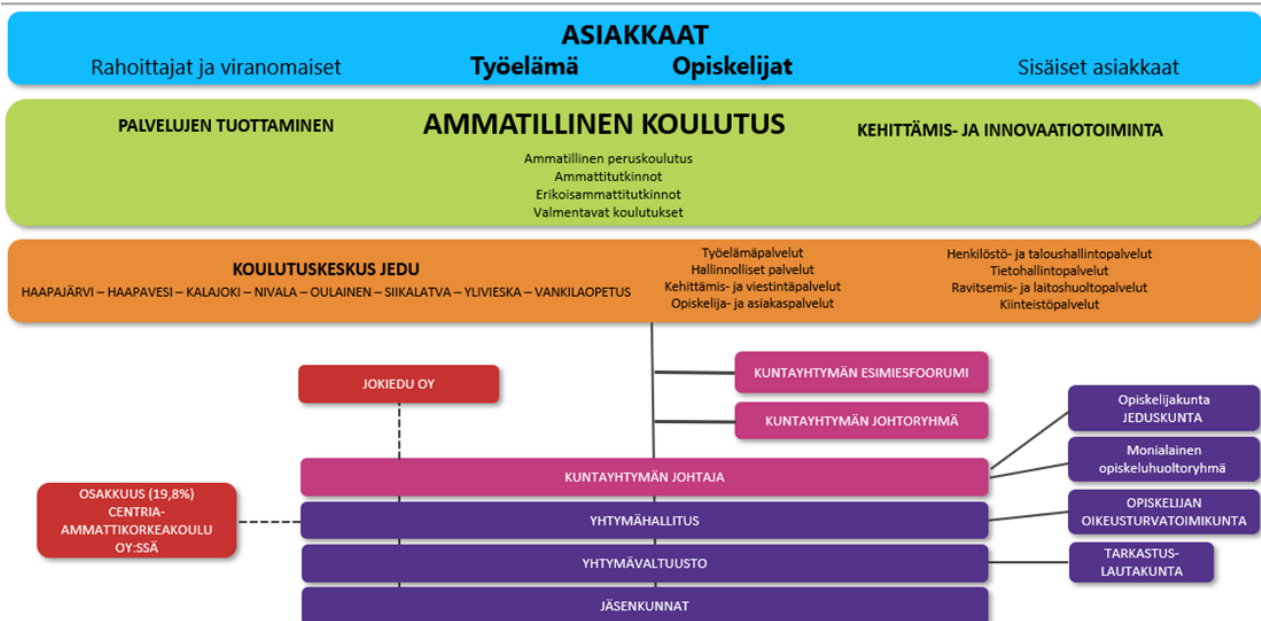 ASIAKKAAT
Rahoittajat ja viranomaiset
Työelämä
Opiskelijat
Sisäiset asiakkaat
PALVELUJEN TUOTTAMINEN
AMMATILLINEN KOULUTUS
KEHITTÄMIS- JA INNOVAATIOTOIMINTA
Ammatillinen peruskoulutus
Ammattitutkinnot
Erikoisammattitutkinnot
Valmentavat koulutukset
KOULUTUSKESKUS JEDU
HAAPAJÄRVI – HAAPAVESI – KALAJOKI – NIVALA – OULAINEN – SIIKALATVA – YLIVIESKA – VANKILAOPETUS
Työelämäpalvelut
Hallinnolliset palvelut
Kehittämis- ja viestintäpalvelut
Opiskelija- ja asiakaspalvelut
Henkilöstö- ja taloushallintopalvelut
Tietohallintopalvelut
Ravitsemis- ja laitoshuoltopalvelut
Kiinteistöpalvelut
JOKIEDU OY
KUNTAYHTYMÄN ESIMIESFOORUMI
KUNTAYHTYMÄN JOHTORYHMÄ
Opiskelijakunta
JEDUSKUNTA
Monialainen
opiskeluhuoltoryhmä
KUNTAYHTYMÄN JOHTAJA
OSAKKUUS (19,8%)
CENTRIA-
AMMATTIKORKEAKOULU
OY:SSÄ
YHTYMÄHALLITUS
OPISKELIJAN
OIKEUSTURVATOIMIKUNTA
YHTYMÄVALTUUSTO
TARKASTUS-
LAUTAKUNTA
JÄSENKUNNAT